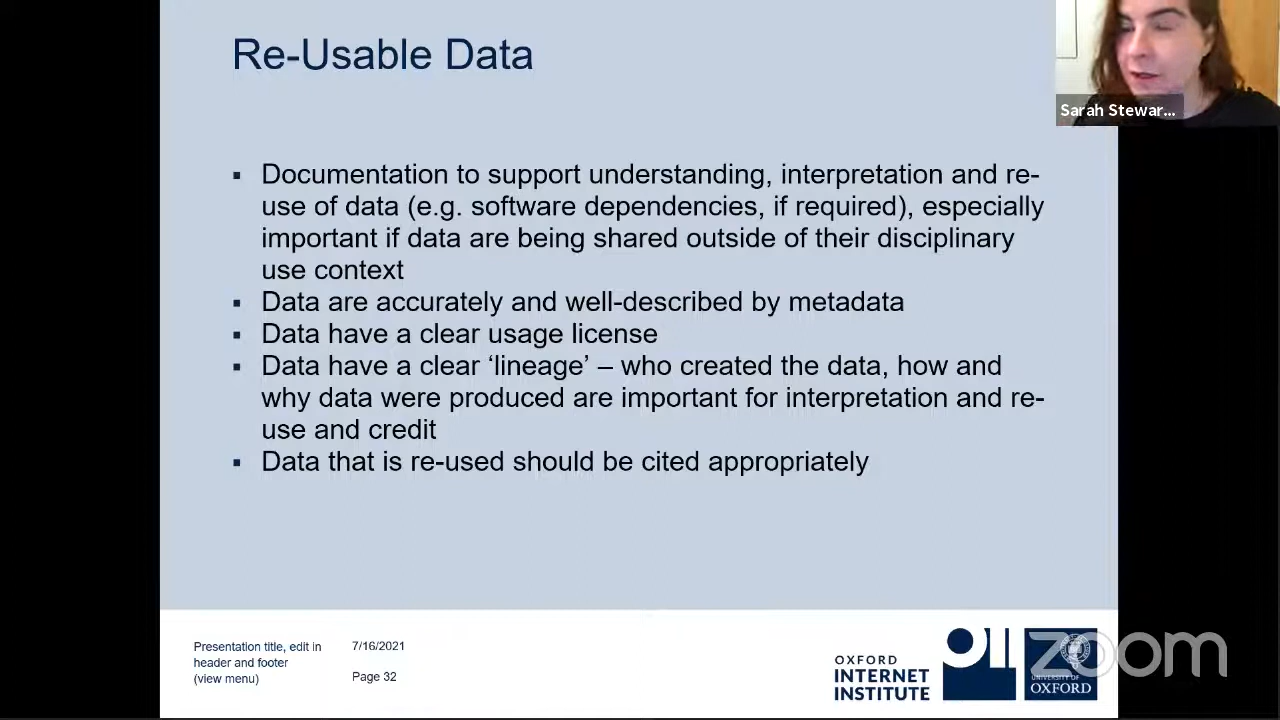 Re-Usable Data
Sarah Stewar...
▪ Documentation to support understanding, interpretation and re-
use of data (e.g. software dependencies, if required), especially
important if data are being shared outside of their disciplinary
use context
▪ Data are accurately and well-described by metadata
▪ Data have a clear usage license
▪ Data have a clear ‘lineage’ – who created the data, how and
why data were produced are important for interpretation and re-
use and credit
▪ Data that is re-used should be cited appropriately
Presentation title, edit in
header and footer
(view menu)
7/16/2021
Page 32
OXFORD
INTERNET
INSTITUTE
OII
UNIVERSITY OF
OXFORD
zoom